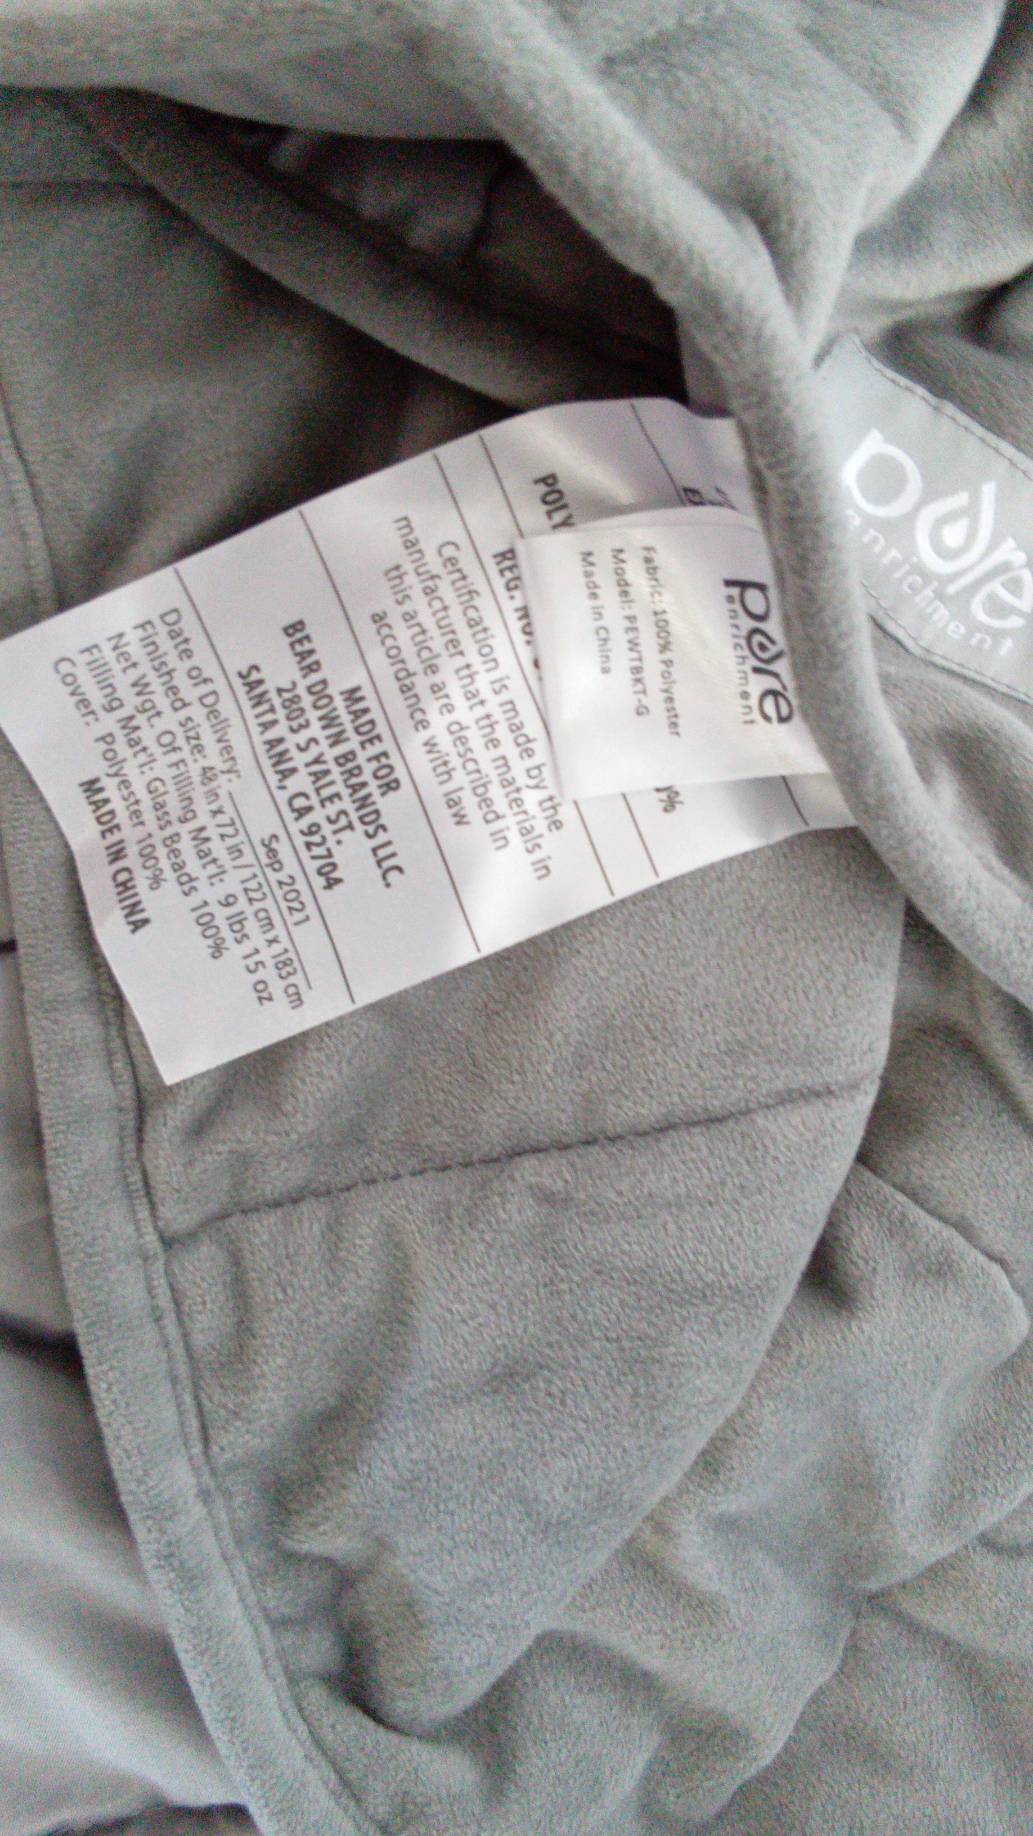 pure
enrichment
Fabric: 100% Polyester
Model: PEWTBKT-G
Made in China
pure
enrichment
POLY
REG.
Certification is made by the
manufacturer that the materials in
this article are described in
accordance with law
MADE FOR
BEAR DOWN BRANDS LLC.
2803 S YALE ST.
SANTA ANA, CA 92704
Date of Delivery: Sep 2021
Finished size: 48 in x 72 in / 122 cm x 183 cm
Net Wgt. Of Filling Mat'l: 9 lbs 15 oz
Filling Mat'l: Glass Beads 100%
Cover: Polyester 100%
MADE IN CHINA